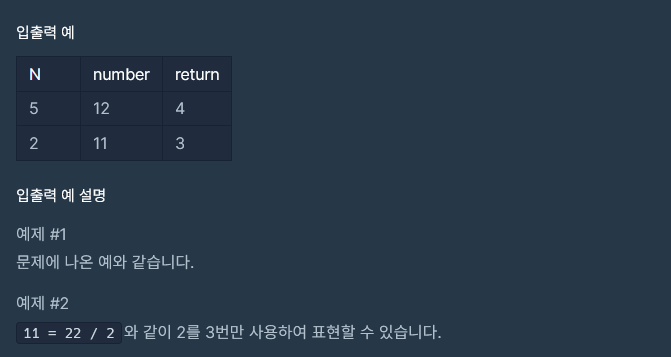 입출력 예
N number return
5 12 4
2 11 3
입출력 예 설명
예제 #1
문제에 나온 예와 같습니다.
예제 #2
11 = 22 / 2 와 같이 2를 3번만 사용하여 표현할 수 있습니다.